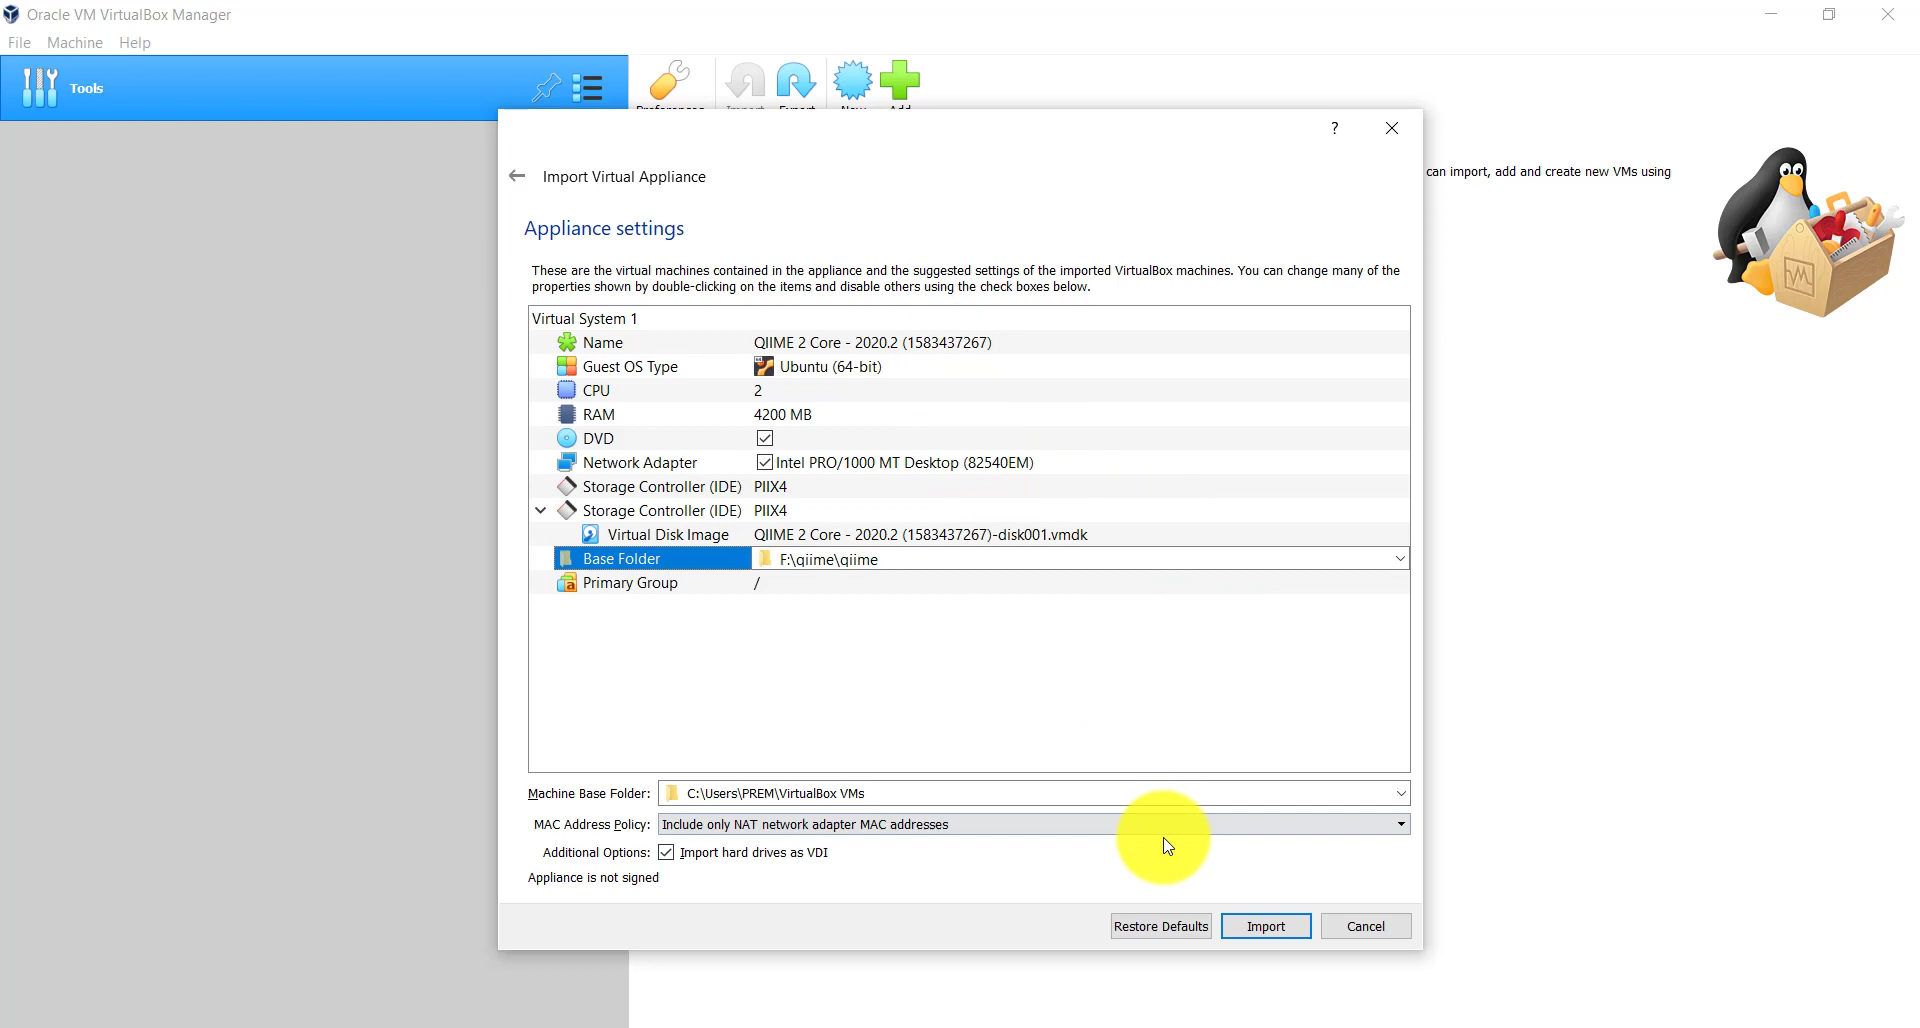 Oracle VM VirtualBox Manager
File Machine Help
Tools
Preferences Import Export New Add
can import, add and create new VMs using
?
Import Virtual Appliance
Appliance settings
These are the virtual machines contained in the appliance and the suggested settings of the imported VirtualBox machines. You can change many of the
properties shown by double-clicking on the items and disable others using the check boxes below.
Virtual System 1
Name QIIME 2 Core - 2020.2 (1583437267)
Guest OS Type Ubuntu (64-bit)
CPU 2
RAM 4200 MB
DVD
Network Adapter Intel PRO/1000 MT Desktop (82540EM)
Storage Controller (IDE) PIIX4
Storage Controller (IDE) PIIX4
Virtual Disk Image QIIME 2 Core - 2020.2 (1583437267)-disk001.vmdk
Base Folder F:\qiime\qiime
Primary Group /
Machine Base Folder: C:\Users\PREM\VirtualBox VMs
MAC Address Policy: Include only NAT network adapter MAC addresses
Additional Options: Import hard drives as VDI
Appliance is not signed
Restore Defaults Import Cancel